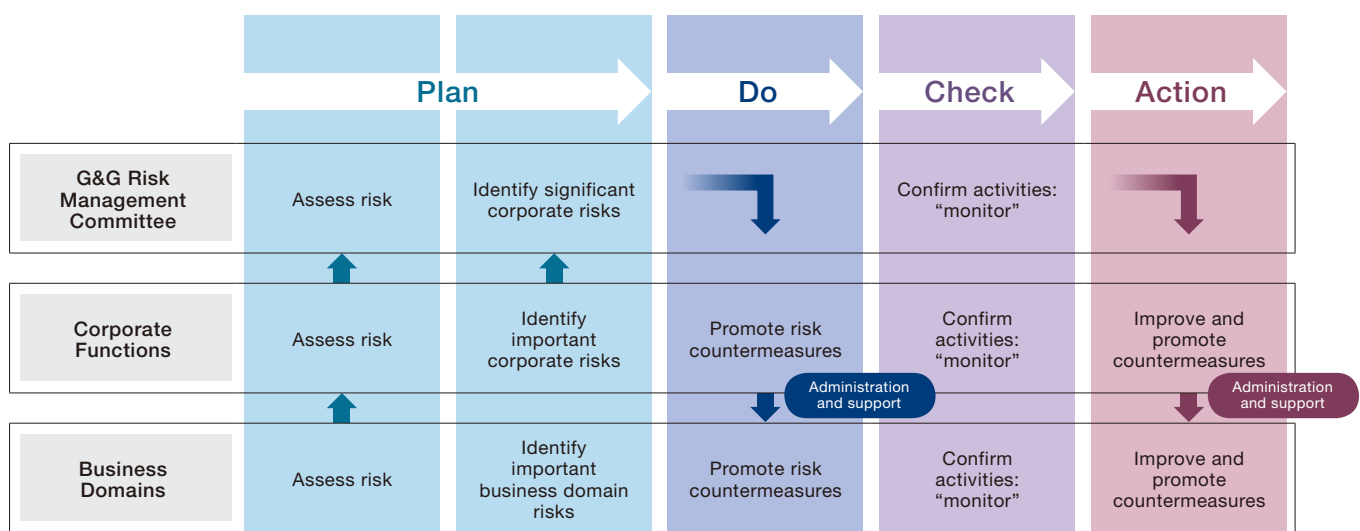 Plan
Do
Check
Action
G&G Risk
Management
Committee
Assess risk
Identify significant
corporate risks
Confirm activities:
“monitor”
Corporate
Functions
Assess risk
Identify
important
corporate risks
Promote risk
countermeasures
Confirm
activities:
“monitor”
Improve and
promote
countermeasures
Administration
and support
Administration
and support
Business
Domains
Assess risk
Identify
important
business domain
risks
Promote risk
countermeasures
Confirm
activities:
“monitor”
Improve and
promote
countermeasures